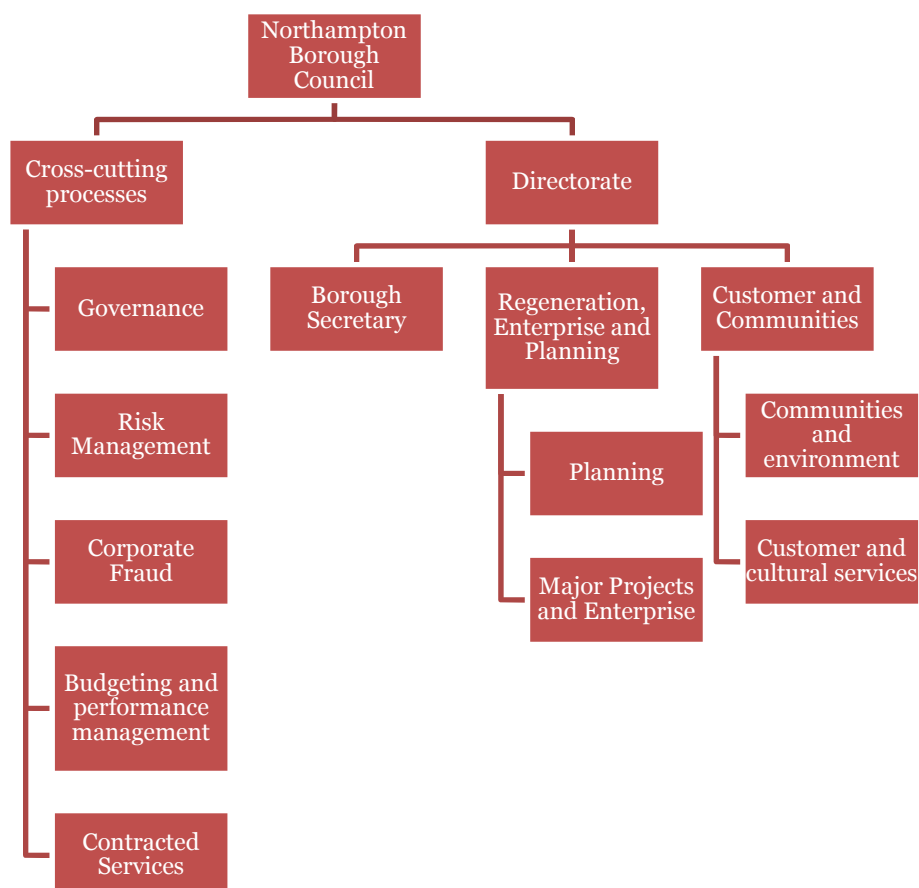 Northampton
Borough
Council
Cross-cutting
processes
Directorate
Governance
Risk
Management
Corporate
Fraud
Budgeting and
performance
management
Contracted
Services
Borough
Secretary
Regeneration,
Enterprise and
Planning
Planning
Major Projects
and Enterprise
Customer and
Communities
Communities
and
environment
Customer and
cultural services